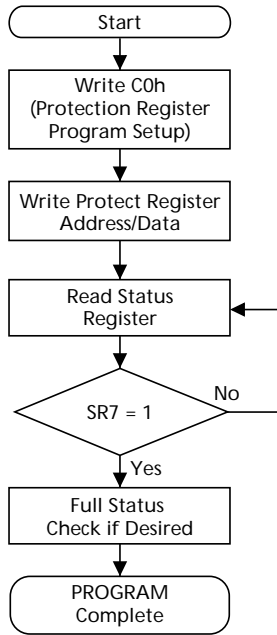 Start
Write C0h
(Protection Register
Program Setup)
Write Protect Register
Address/Data
Read Status
Register
SR7 = 1
No
Yes
Full Status
Check if Desired
PROGRAM
Complete